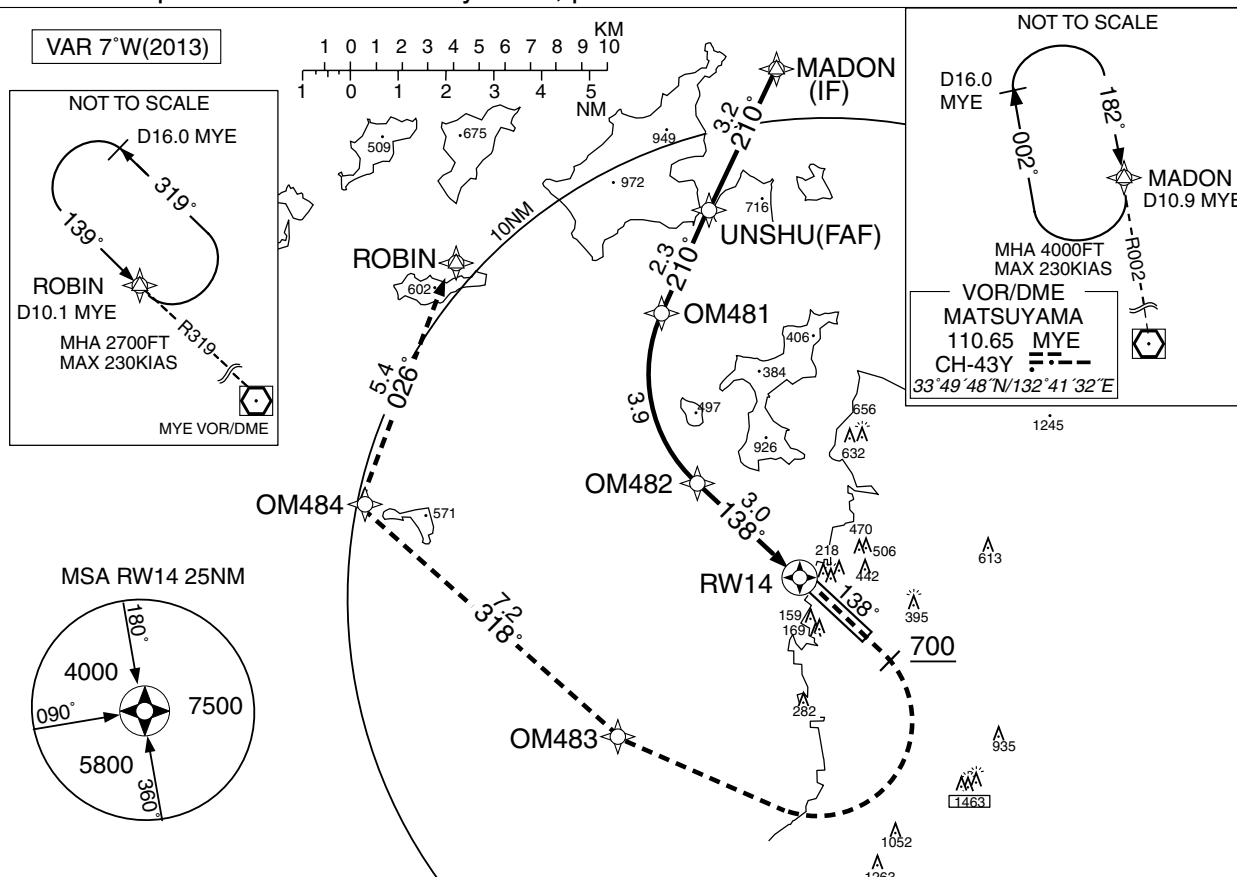 VAR 7°W(2013)
KM
1 0 1 2 3 4 5 6 7 8 9 10
1 0 1 2 3 4 5
NM
NOT TO SCALE
D16.0 MYE
319°
139°
ROBIN
D10.1 MYE
MHA 2700FT
MAX 230KIAS
R319
MYE VOR/DME
NOT TO SCALE
D16.0
MYE
182°
002°
MADON
D10.9 MYE
MHA 4000FT
MAX 230KIAS
R002
VOR/DME
MATSUYAMA
110.65 MYE
CH-43Y
33°49´48˝N/132°41´32˝E
MADON
(IF)
3.2
210°
509
675
949
972
716
10NM
UNSHU(FAF)
ROBIN
602
2.3
210°
OM481
5.4
026°
406
384
3.9
497
926
656
632
1245
OM482
3.0
138°
OM484
571
470
506
218
442
613
RW14
138°
395
159
169
700
MSA RW14 25NM
180°
4000
7500
090°
5800
360°
7.2
318°
282
OM483
935
1463
1052
1263